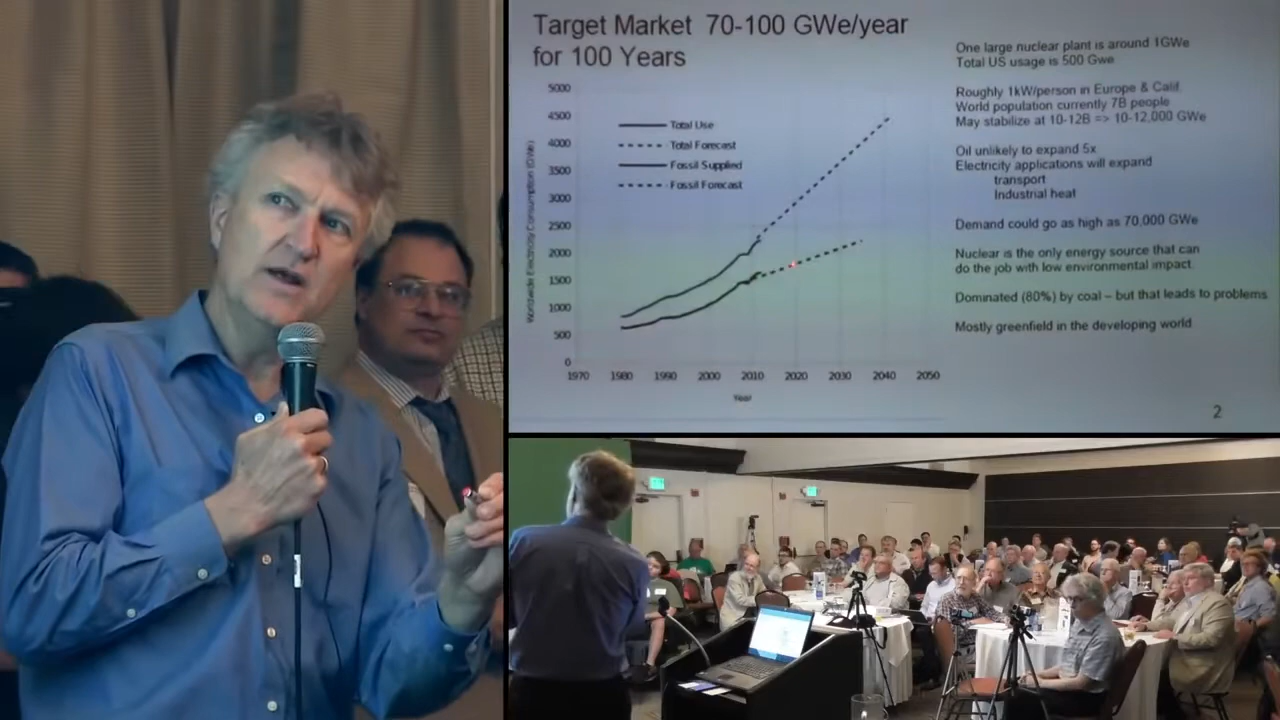 Target Market 70-100 GWe/year
for 100 Years
One large nuclear plant is around 1GWe
Total US usage is 500 Gwe
Roughly 1kW/person in Europe & Calif.
World population currently 7B people
May stabilize at 10-12B => 10-12,000 GWe
Oil unlikely to expand 5x
Electricity applications will expand
transport
Industrial heat
Demand could go as high as 70,000 GWe
Nuclear is the only energy source that can
do the job with low environmental impact.
Dominated (80%) by coal – but that leads to problems
Mostly greenfield in the developing world
Worldwide Electricity Consumption (GWe)
5000
4500
4000
3500
3000
2500
2000
1500
1000
500
0
Total Use
Total Forecast
Fossil Supplied
Fossil Forecast
1970 1980 1990 2000 2010 2020 2030 2040 2050
Year
2